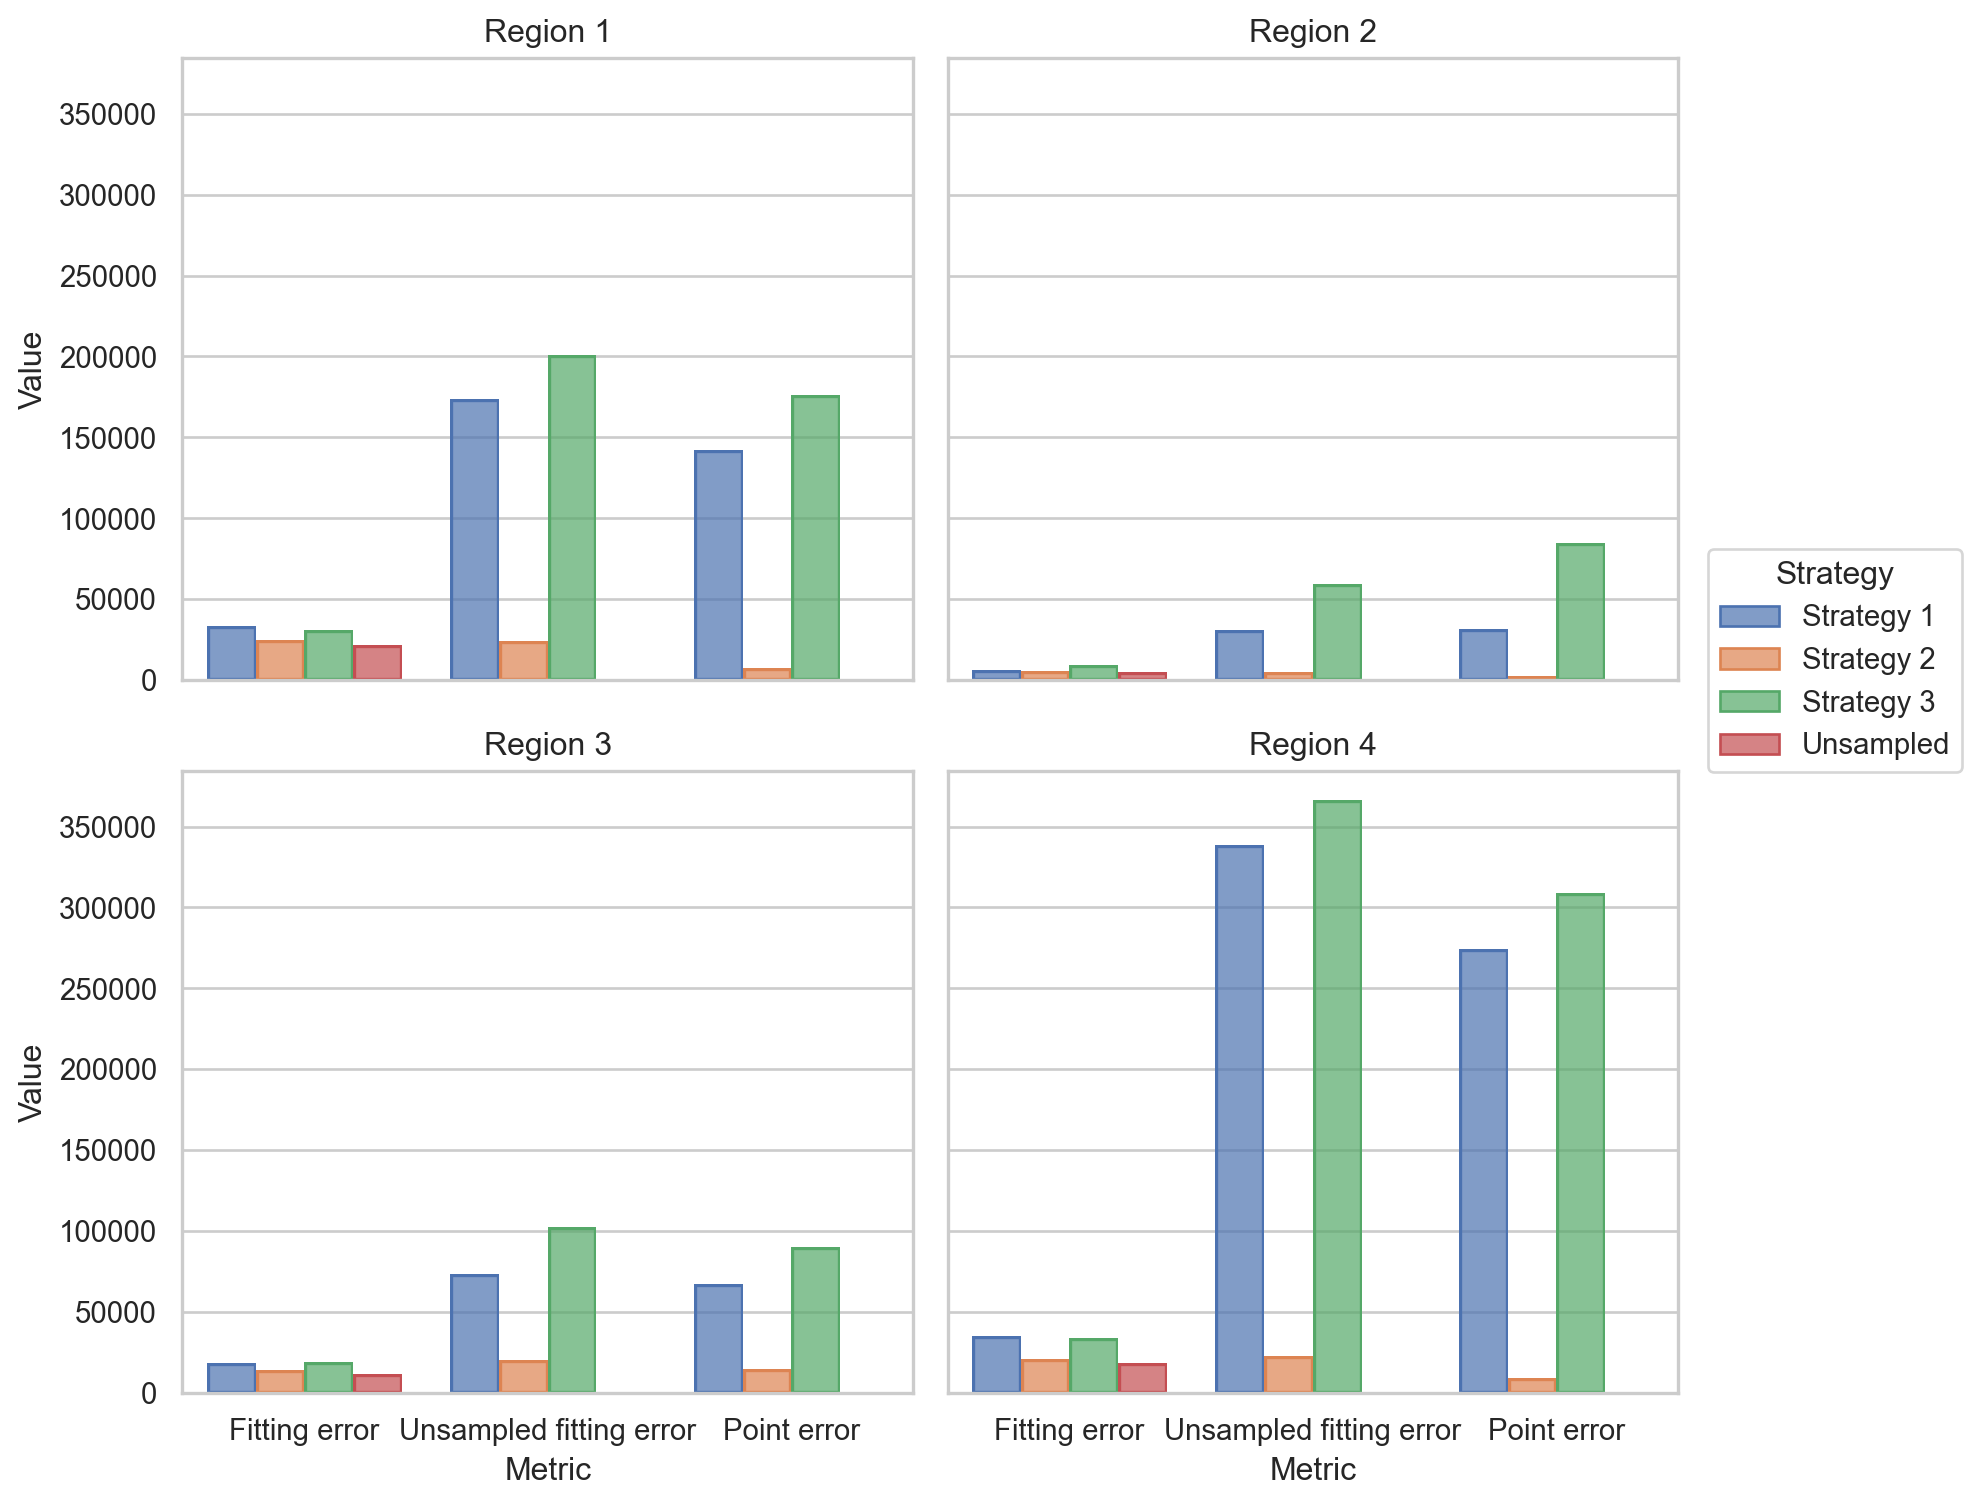 Region 1
Region 2
350000
300000
250000
200000
150000
100000
50000
0
Value
Strategy
Strategy 1
Strategy 2
Strategy 3
Unsampled
Region 3
Region 4
350000
300000
250000
200000
150000
100000
50000
0
Value
Fitting error Unsampled fitting error Point error
Metric
Fitting error Unsampled fitting error Point error
Metric